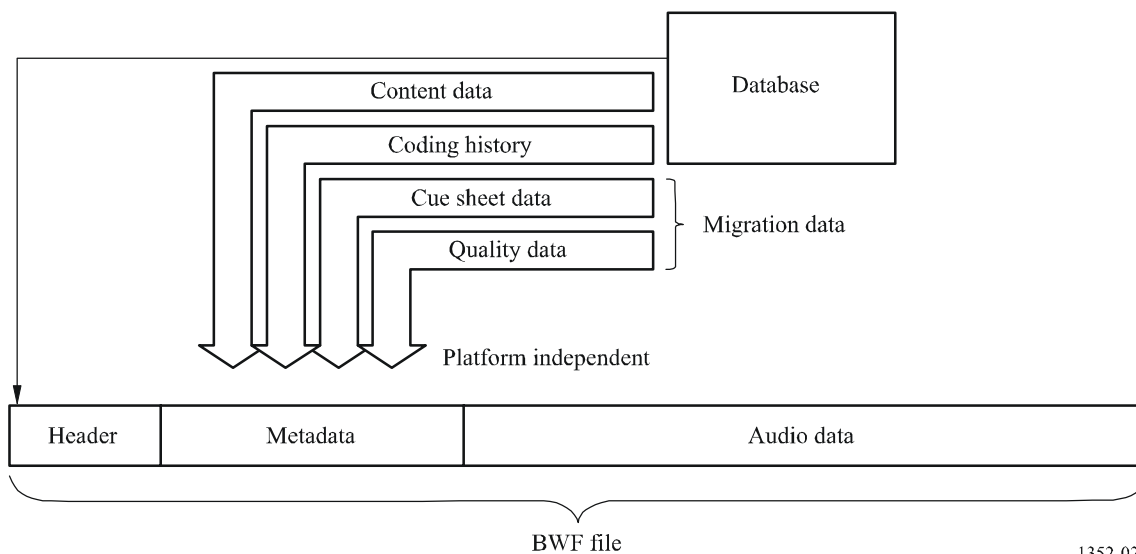 Database
Content data
Coding history
Cue sheet data
Migration data
Quality data
Platform independent
Header
Metadada
Audio data
BWF file